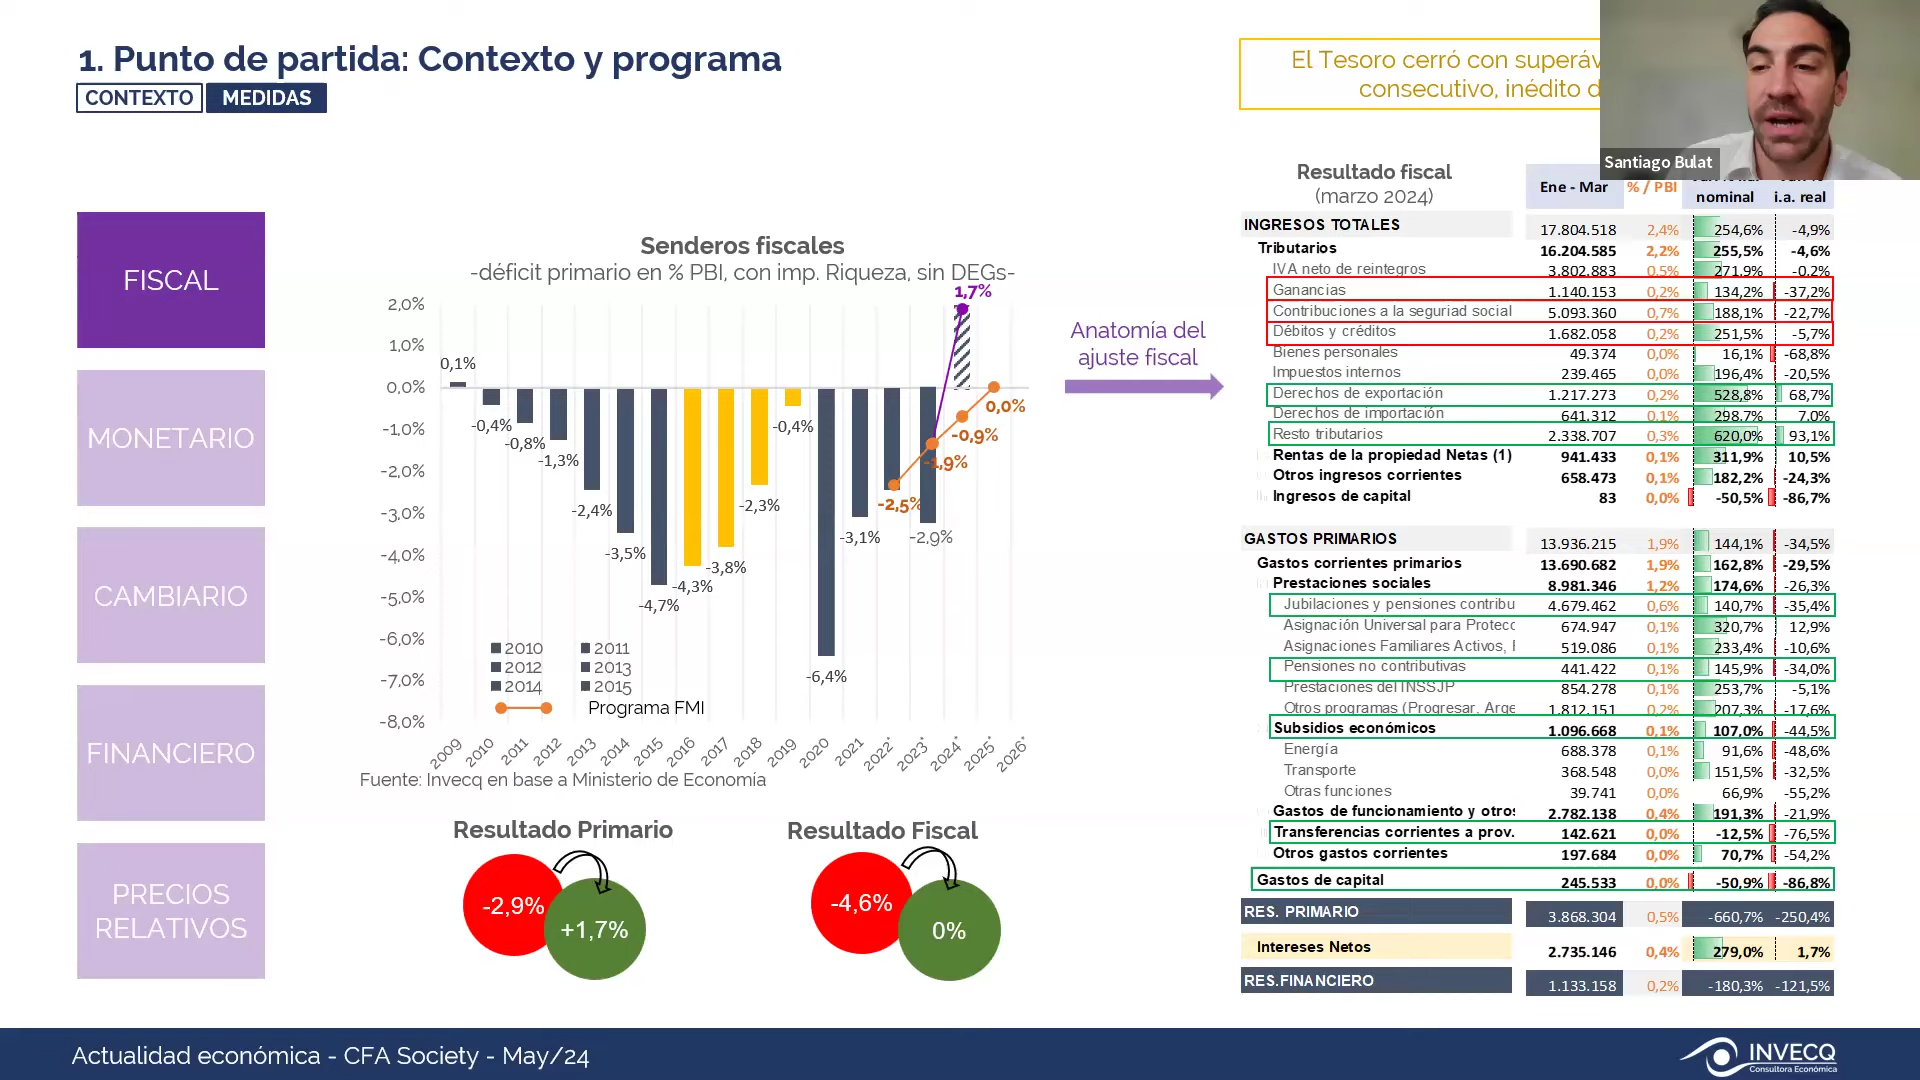 1. Punto de partida: Contexto y programa
CONTEXTO
MEDIDAS
El Tesoro cerró con
consecutivo, inédito
Santiago Bulat
FISCAL
MONETARIO
CAMBIARIO
FINANCIERO
PRECIOS
RELATIVOS
Senderos fiscales
-déficit primario en % PBI, con imp. Riqueza, sin DEGs-
2,0%
1,0%
0,0%
-1,0%
-2,0%
-3,0%
-4,0%
-5,0%
-6,0%
-7,0%
-8,0%
0,1%
-0,4%
-0,8%
-1,3%
-2,4%
-3,5%
-4,7%
-4,3%
-3,8%
-2,3%
-0,4%
-6,4%
-3,1%
-2,5%
-2,9%
-1,9%
-0,9%
0,0%
1,7%
2010
2011
2012
2013
2014
2015
Programa FMI
2009
2010
2011
2012
2013
2014
2015
2016
2017
2018
2019
2020
2021
2022*
2023*
2024*
2025*
2026*
Fuente: Invecq en base a Ministerio de Economía
Resultado Primario
-2,9%
+1,7%
Resultado Fiscal
-4,6%
0%
Anatomía del
ajuste fiscal
Resultado fiscal
(marzo 2024)
Ene - Mar % / PBI nominal i.a. real
INGRESOS TOTALES 17.804.518 2,4% 254,6% -4,9%
Tributarios 16.204.585 2,2% 255,5% -4,6%
IVA neto de reintegros 3.802.883 0,5% 271,9% -0,2%
Ganancias 1.140.153 0,2% 134,2% -37,2%
Contribuciones a la seguriad social 5.093.360 0,7% 188,1% -22,7%
Débitos y créditos 1.682.058 0,2% 251,5% -5,7%
Bienes personales 49.374 0,0% 16,1% -68,8%
Impuestos internos 239.465 0,0% 196,4% -20,5%
Derechos de exportación 1.217.273 0,2% 528,8% 68,7%
Derechos de importación 641.312 0,1% 298,7% 7,0%
Resto tributarios 2.338.707 0,3% 620,0% 93,1%
Rentas de la propiedad Netas (1) 941.433 0,1% 311,9% 10,5%
Otros ingresos corrientes 658.473 0,1% 182,2% -24,3%
Ingresos de capital 83 0,0% -50,5% -86,7%
GASTOS PRIMARIOS 13.936.215 1,9% 144,1% -34,5%
Gastos corrientes primarios 13.690.682 1,9% 162,8% -29,5%
Prestaciones sociales 8.981.346 1,2% 174,6% -26,3%
Jubilaciones y pensiones contribu 4.679.462 0,6% 140,7% -35,4%
Asignación Universal para Protecc 674.947 0,1% 320,7% 12,9%
Asignaciones Familiares Activos, 519.086 0,1% 233,4% -10,6%
Pensiones no contributivas 441.422 0,1% 145,9% -34,0%
Prestaciones del INSSJP 854.278 0,1% 253,7% -5,1%
Otros programas (Progresar, Arge 1.812.151 0,2% 207,3% -17,6%
Subsidios económicos 1.096.668 0,1% 107,0% -44,5%
Energía 688.378 0,1% 91,6% -48,6%
Transporte 368.548 0,0% 151,5% -32,5%
Otras funciones 39.741 0,0% 66,9% -55,2%
Gastos de funcionamiento y otros 2.782.138 0,4% 191,3% -21,9%
Transferencias corrientes a prov. 142.621 0,0% -12,5% -76,5%
Otros gastos corrientes 197.684 0,0% 70,7% -54,2%
Gastos de capital 245.533 0,0% -50,9% -86,8%
RES. PRIMARIO 3.868.304 0,5% -660,7% -250,4%
Intereses Netos 2.735.146 0,4% 279,0% 1,7%
RES.FINANCIERO 1.133.158 0,2% -180,3% -121,5%
Actualidad económica - CFA Society - May/24
INVECQ
Consultora Económica